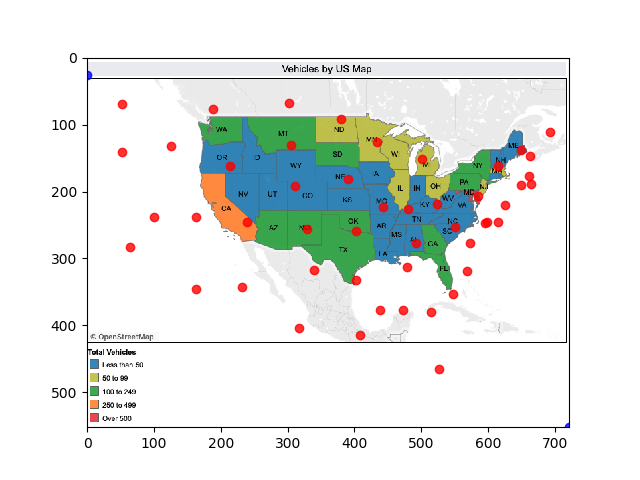 Vehicles by US Map
0
100
200
300
400
500
WA
MT
ND
MN
ME
OR
ID
SD
WI
NH
NY
WY
IA
PA
NE
IL
IN
OH
NJ
NV
UT
CO
KS
MO
KY
WV
MD
VA
CA
AZ
OK
AR
TN
NC
SC
MS
GA
TX
LA
FL
© OpenStreetMap
Total Vehicles
Less than 50
50 to 99
100 to 249
250 to 499
Over 500
0 100 200 300 400 500 600 700